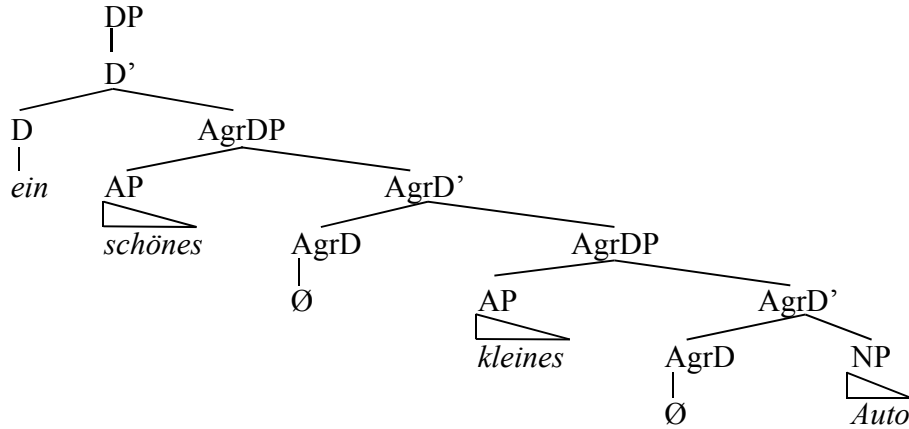 DP
D’
D AgrDP
ein AP AgrD’
schönes AgrD AgrDP
Ø AP AgrD’
kleines AgrD NP
Ø Auto